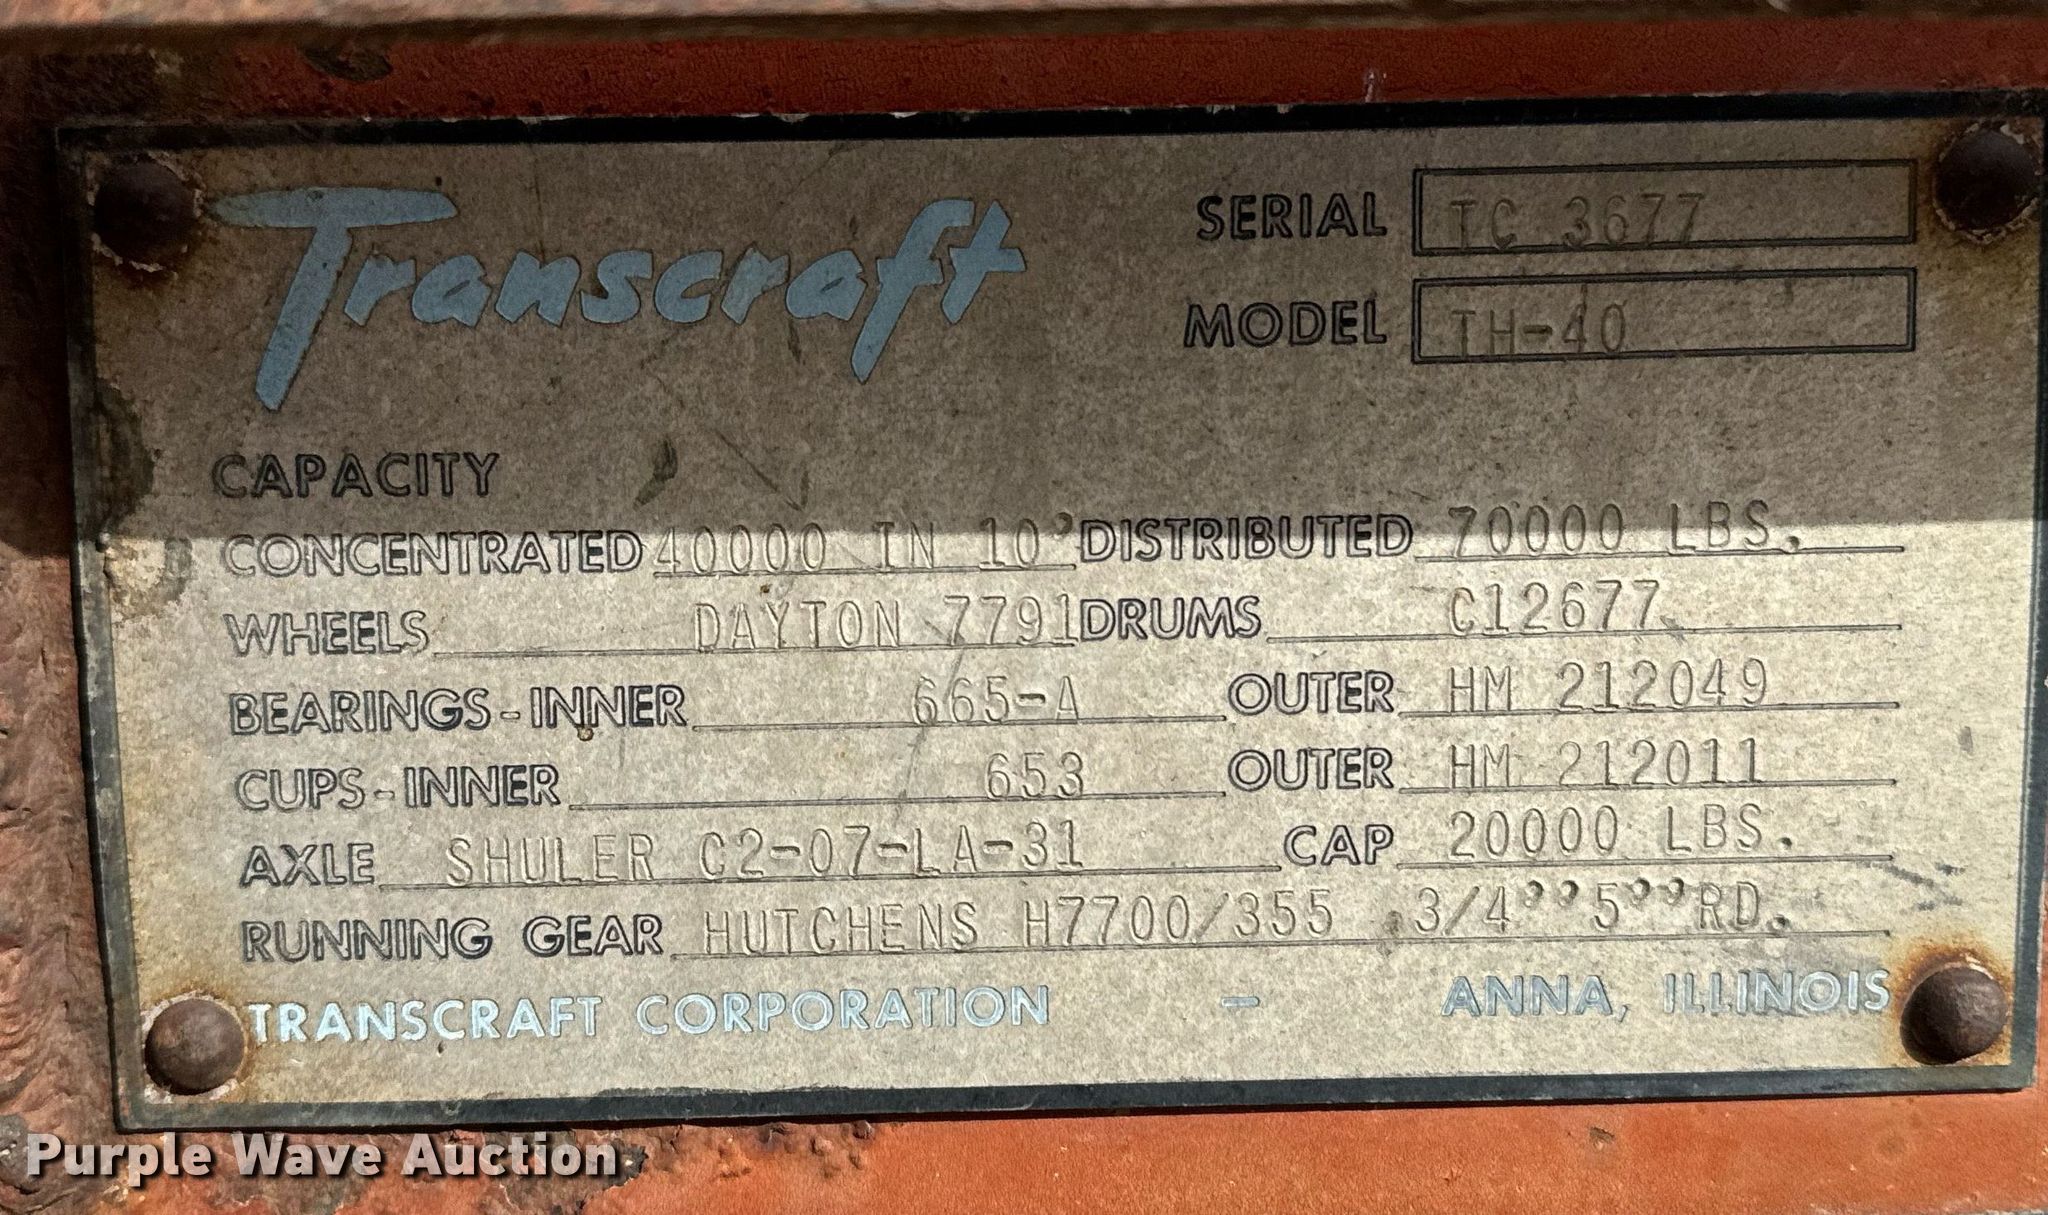 Transcraft
SERIAL TC 3677
MODEL TH-40
CAPACITY
CONCENTRATED 40000 IN 10' DISTRIBUTED 70000 LBS.
WHEELS DAYTON 7791 DRUMS C12677
BEARINGS-INNER 665-A OUTER HM 212049
CUPS-INNER 653 OUTER HM 212011
AXLE SHULER C2-07-LA-31 CAP 20000 LBS.
RUNNING GEAR HUTCHENS H7700/355 3/4'' 5'' RD.
TRANSCRAFT CORPORATION - ANNA, ILLINOIS
Purple Wave Auction